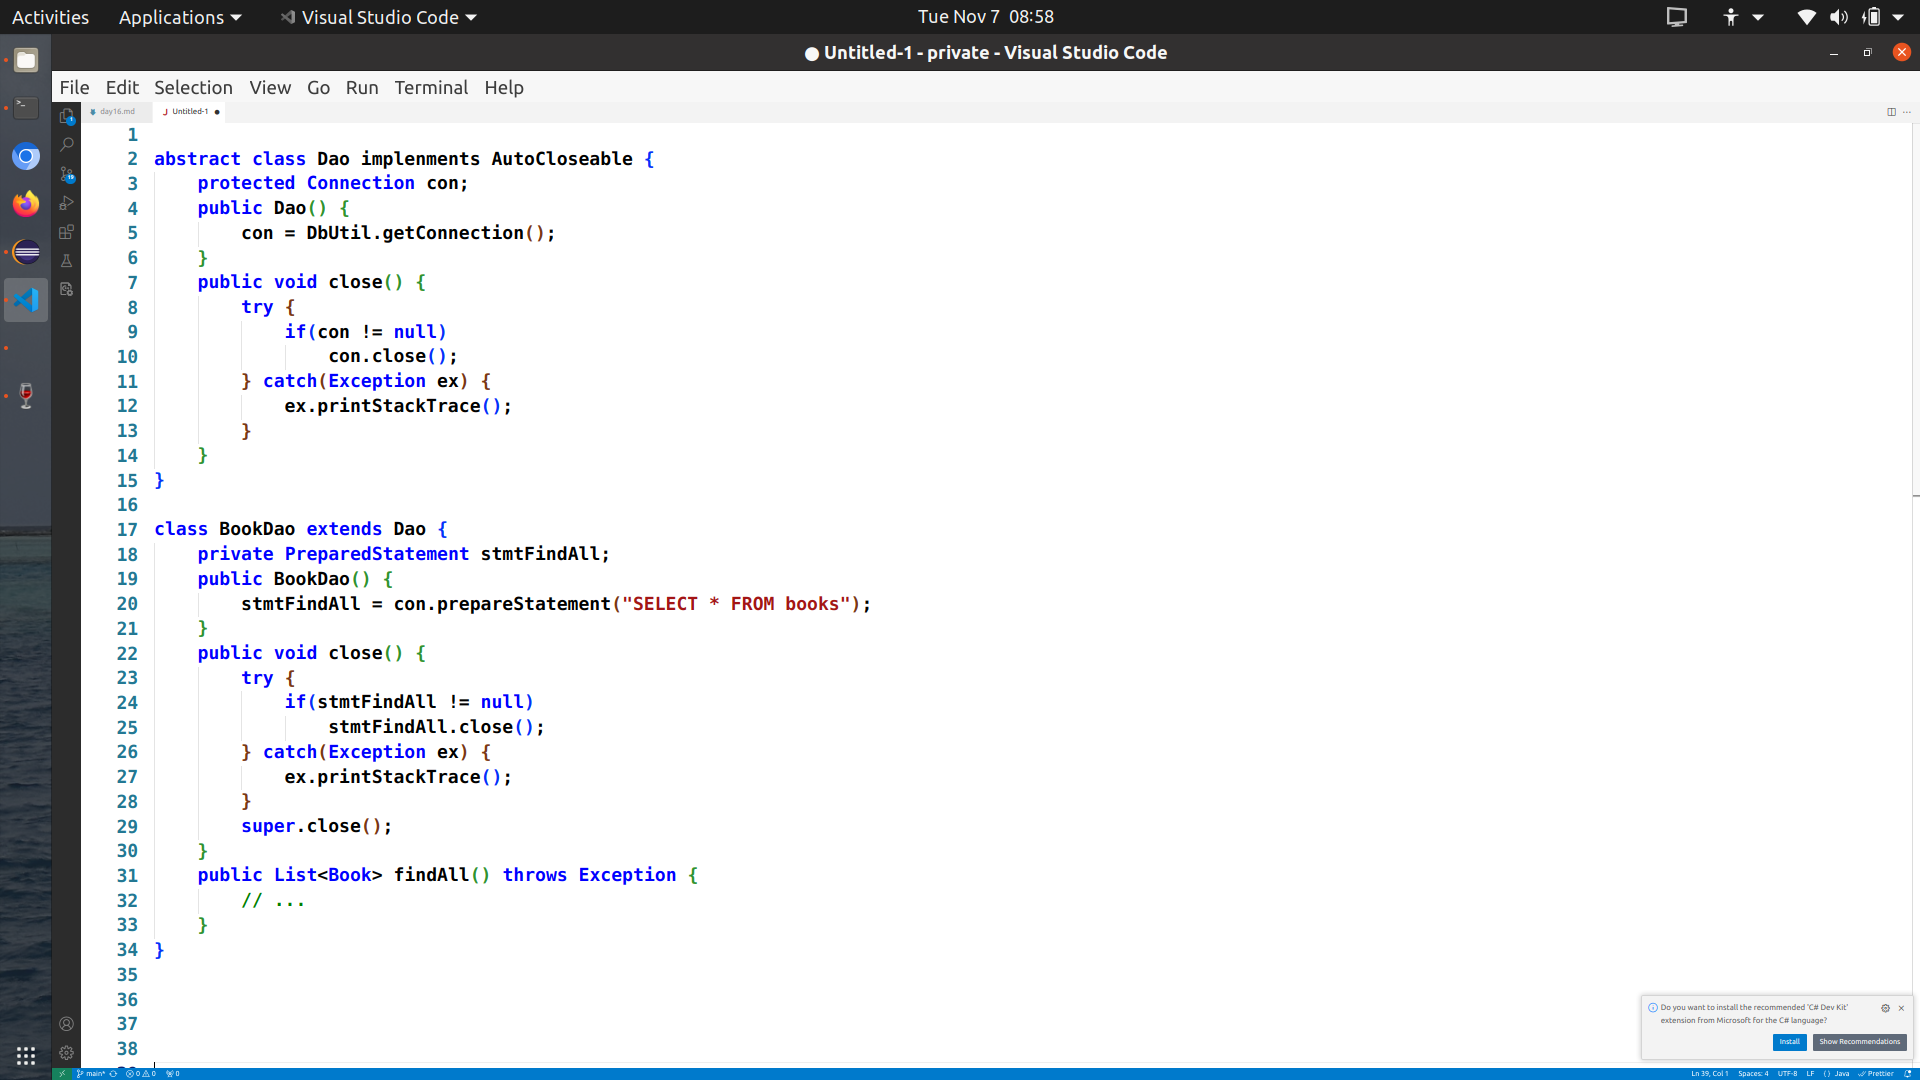 Activities Applications Visual Studio Code Tue Nov 7 08:58
Untitled-1 - private - Visual Studio Code
File Edit Selection View Go Run Terminal Help
day16.md Untitled-1
1
2 abstract class Dao implenments AutoCloseable {
3 protected Connection con;
4 public Dao() {
5 con = DbUtil.getConnection();
6 }
7 public void close() {
8 try {
9 if(con != null)
10 con.close();
11 } catch(Exception ex) {
12 ex.printStackTrace();
13 }
14 }
15 }
16
17 class BookDao extends Dao {
18 private PreparedStatement stmtFindAll;
19 public BookDao() {
20 stmtFindAll = con.prepareStatement("SELECT * FROM books");
21 }
22 public void close() {
23 try {
24 if(stmtFindAll != null)
25 stmtFindAll.close();
26 } catch(Exception ex) {
27 ex.printStackTrace();
28 }
29 super.close();
30 }
31 public List<Book> findAll() throws Exception {
32 // ...
33 }
34 }
35
36
37
38
Do you want to install the recommended 'C# Dev Kit'
extension from Microsoft for the C# language?
Install Show Recommendations
main* 0 0 0 Ln 39, Col 1 Spaces: 4 UTF-8 LF {} Java Prettier